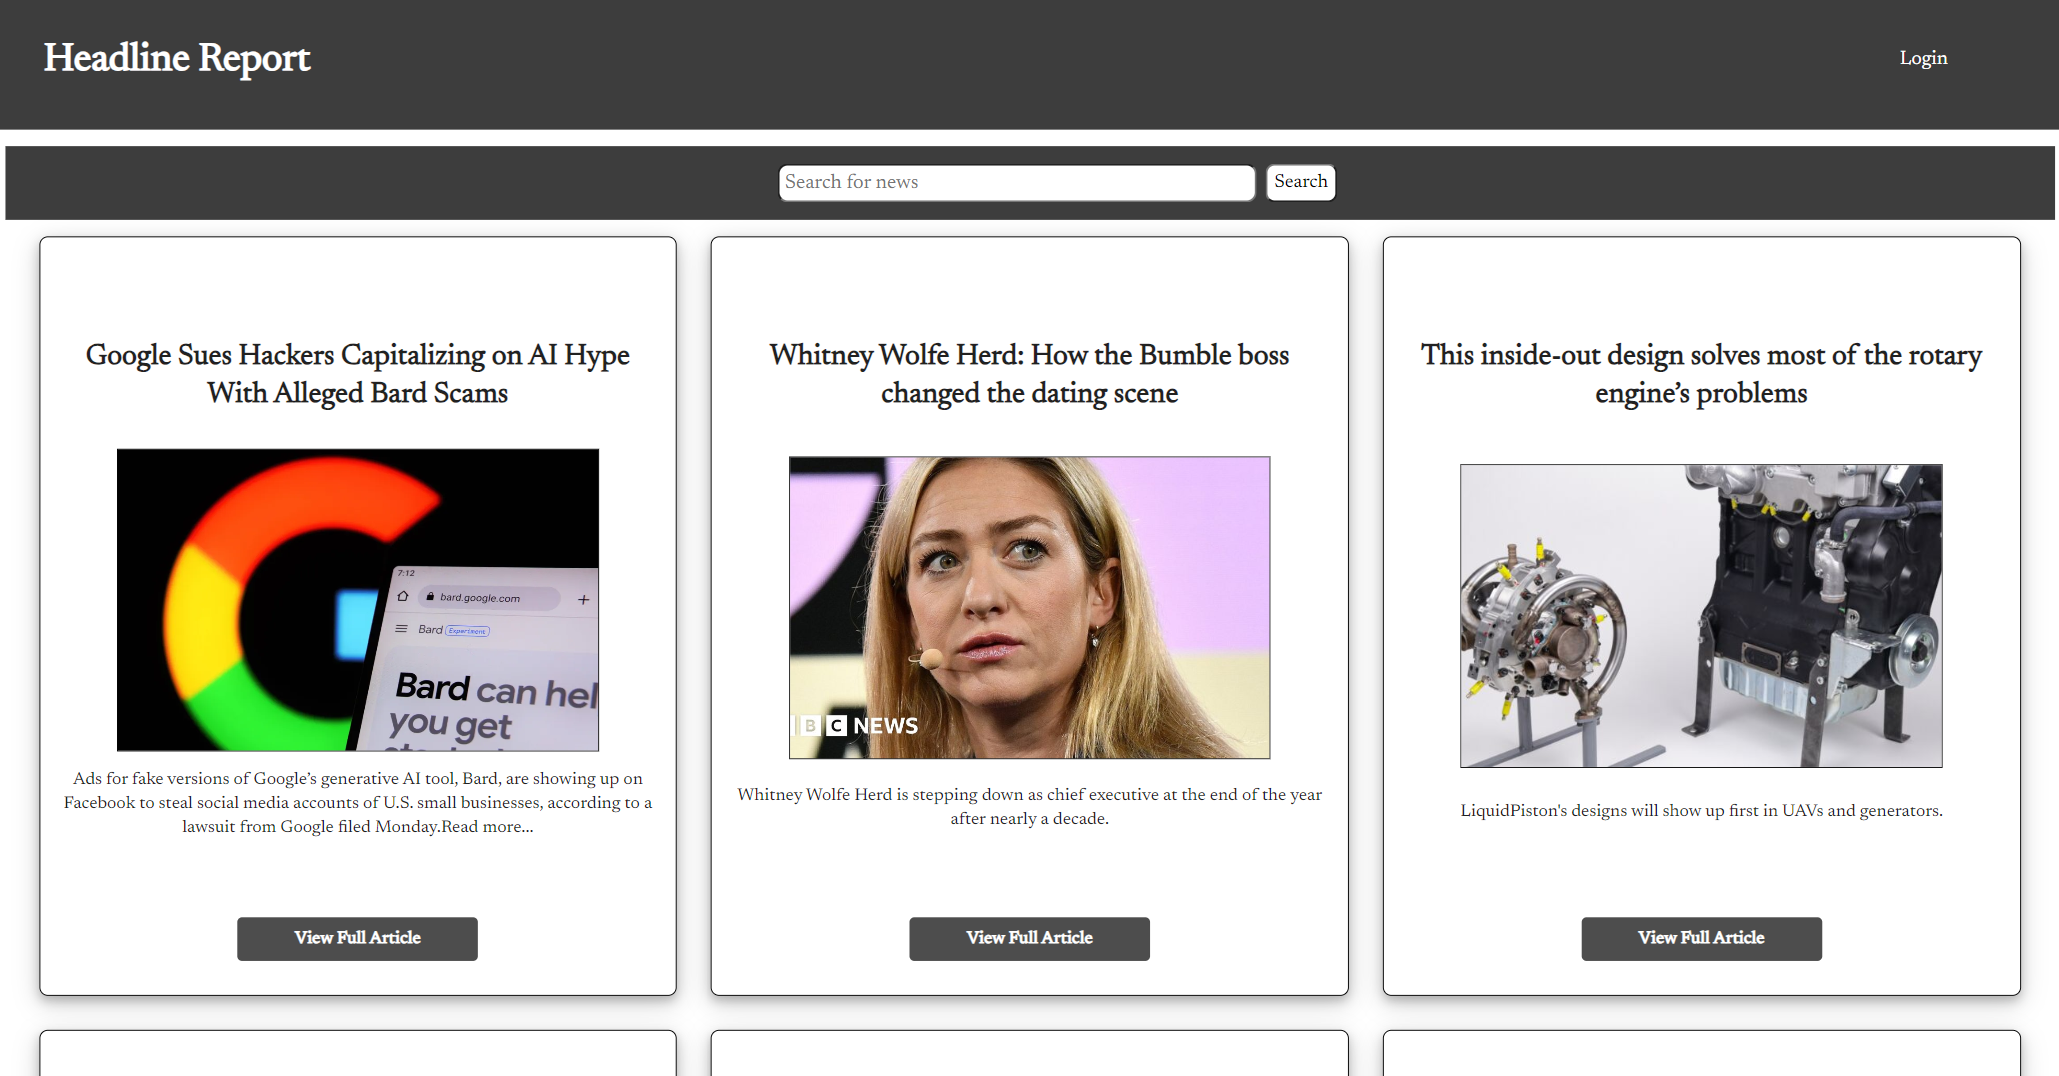 Headline Report
Login
Search for news
Search
Google Sues Hackers Capitalizing on AI Hype
With Alleged Bard Scams
7:12
bard.google.com
Bard Experiment
Bard can hel
you get
Ads for fake versions of Google’s generative AI tool, Bard, are showing up on
Facebook to steal social media accounts of U.S. small businesses, according to a
lawsuit from Google filed Monday.Read more...
View Full Article
Whitney Wolfe Herd: How the Bumble boss
changed the dating scene
BC NEWS
Whitney Wolfe Herd is stepping down as chief executive at the end of the year
after nearly a decade.
View Full Article
This inside-out design solves most of the rotary
engine’s problems
LiquidPiston's designs will show up first in UAVs and generators.
View Full Article